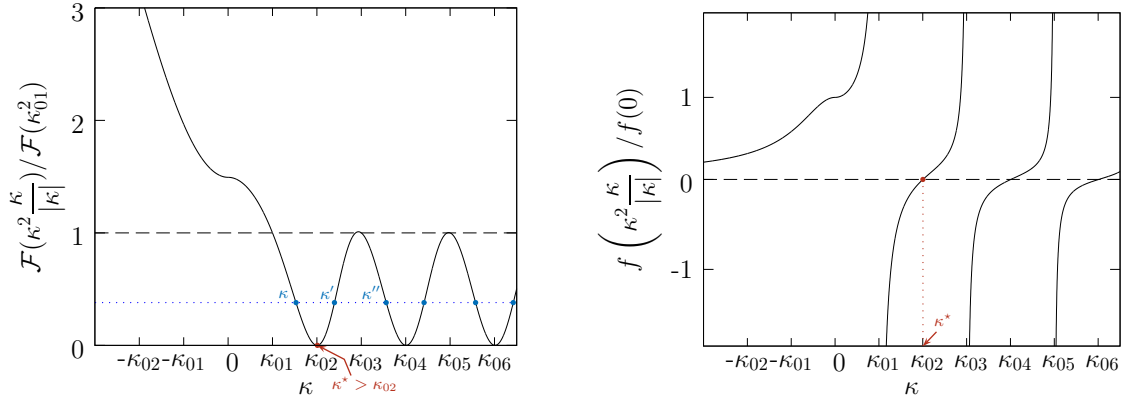 3
2
1
0
F(κ² κ/|κ|)/F(κ²₀₁)
κ
κ′
κ″
-κ₀₂ -κ₀₁ 0 κ₀₁ κ₀₂ κ₀₃ κ₀₄ κ₀₅ κ₀₆
κ
κ* > κ₀₂
1
0
-1
f (κ² κ/|κ|) /f(0)
κ*
-κ₀₂ -κ₀₁ 0 κ₀₁ κ₀₂ κ₀₃ κ₀₄ κ₀₅ κ₀₆
κ